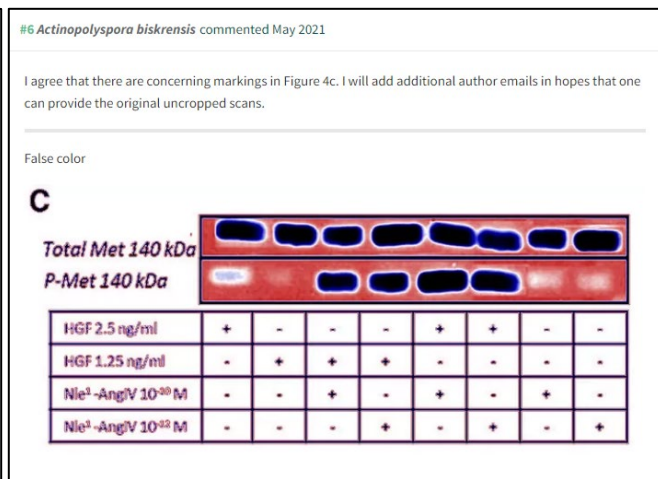 #6 Actinopolyspora biskrensis commented May 2021
I agree that there are concerning markings in Figure 4c. I will add additional author emails in hopes that one
can provide the original uncropped scans.
False color
C
Total Met 140 kDa
P-Met 140 kDa
HGF 2.5 ng/ml + - - - + + - -
HGF 1.25 ng/ml - + + + - - - -
Nle¹-AngIV 10 M - - + - + - + -
Nle¹-AngIV 10 M - - - + - + - +